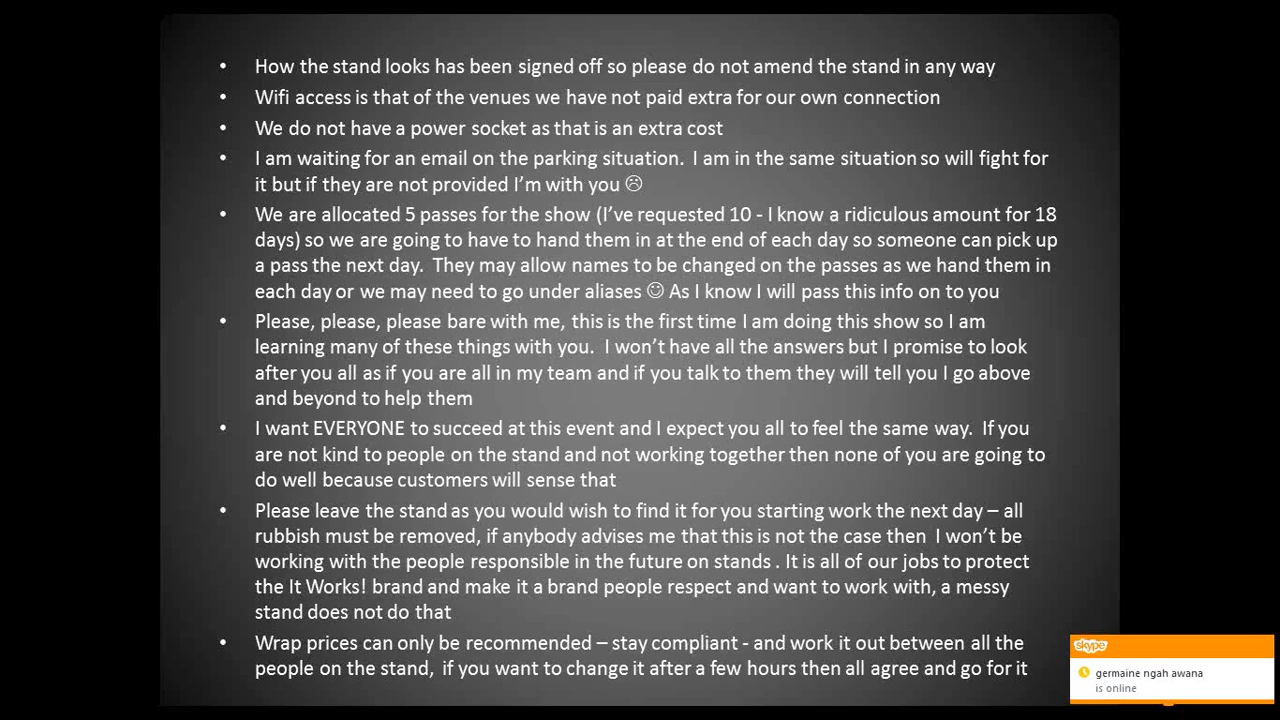 • How the stand looks has been signed off so please do not amend the stand in any way
• Wifi access is that of the venues we have not paid extra for our own connection
• We do not have a power socket as that is an extra cost
• I am waiting for an email on the parking situation.  I am in the same situation so will fight for
it but if they are not provided I’m with you ☹
• We are allocated 5 passes for the show (I’ve requested 10 - I know a ridiculous amount for 18
days) so we are going to have to hand them in at the end of each day so someone can pick up
a pass the next day.  They may allow names to be changed on the passes as we hand them in
each day or we may need to go under aliases ☺ As I know I will pass this info on to you
• Please, please, please bare with me, this is the first time I am doing this show so I am
learning many of these things with you.  I won’t have all the answers but I promise to look
after you all as if you are all in my team and if you talk to them they will tell you I go above
and beyond to help them
• I want EVERYONE to succeed at this event and I expect you all to feel the same way.  If you
are not kind to people on the stand and not working together then none of you are going to
do well because customers will sense that
• Please leave the stand as you would wish to find it for you starting work the next day – all
rubbish must be removed, if anybody advises me that this is not the case then  I won’t be
working with the people responsible in the future on stands . It is all of our jobs to protect
the It Works! brand and make it a brand people respect and want to work with, a messy
stand does not do that
• Wrap prices can only be recommended – stay compliant - and work it out between all the
people on the stand,  if you want to change it after a few hours then all agree and go for it
skype
germaine ngah awana
is online